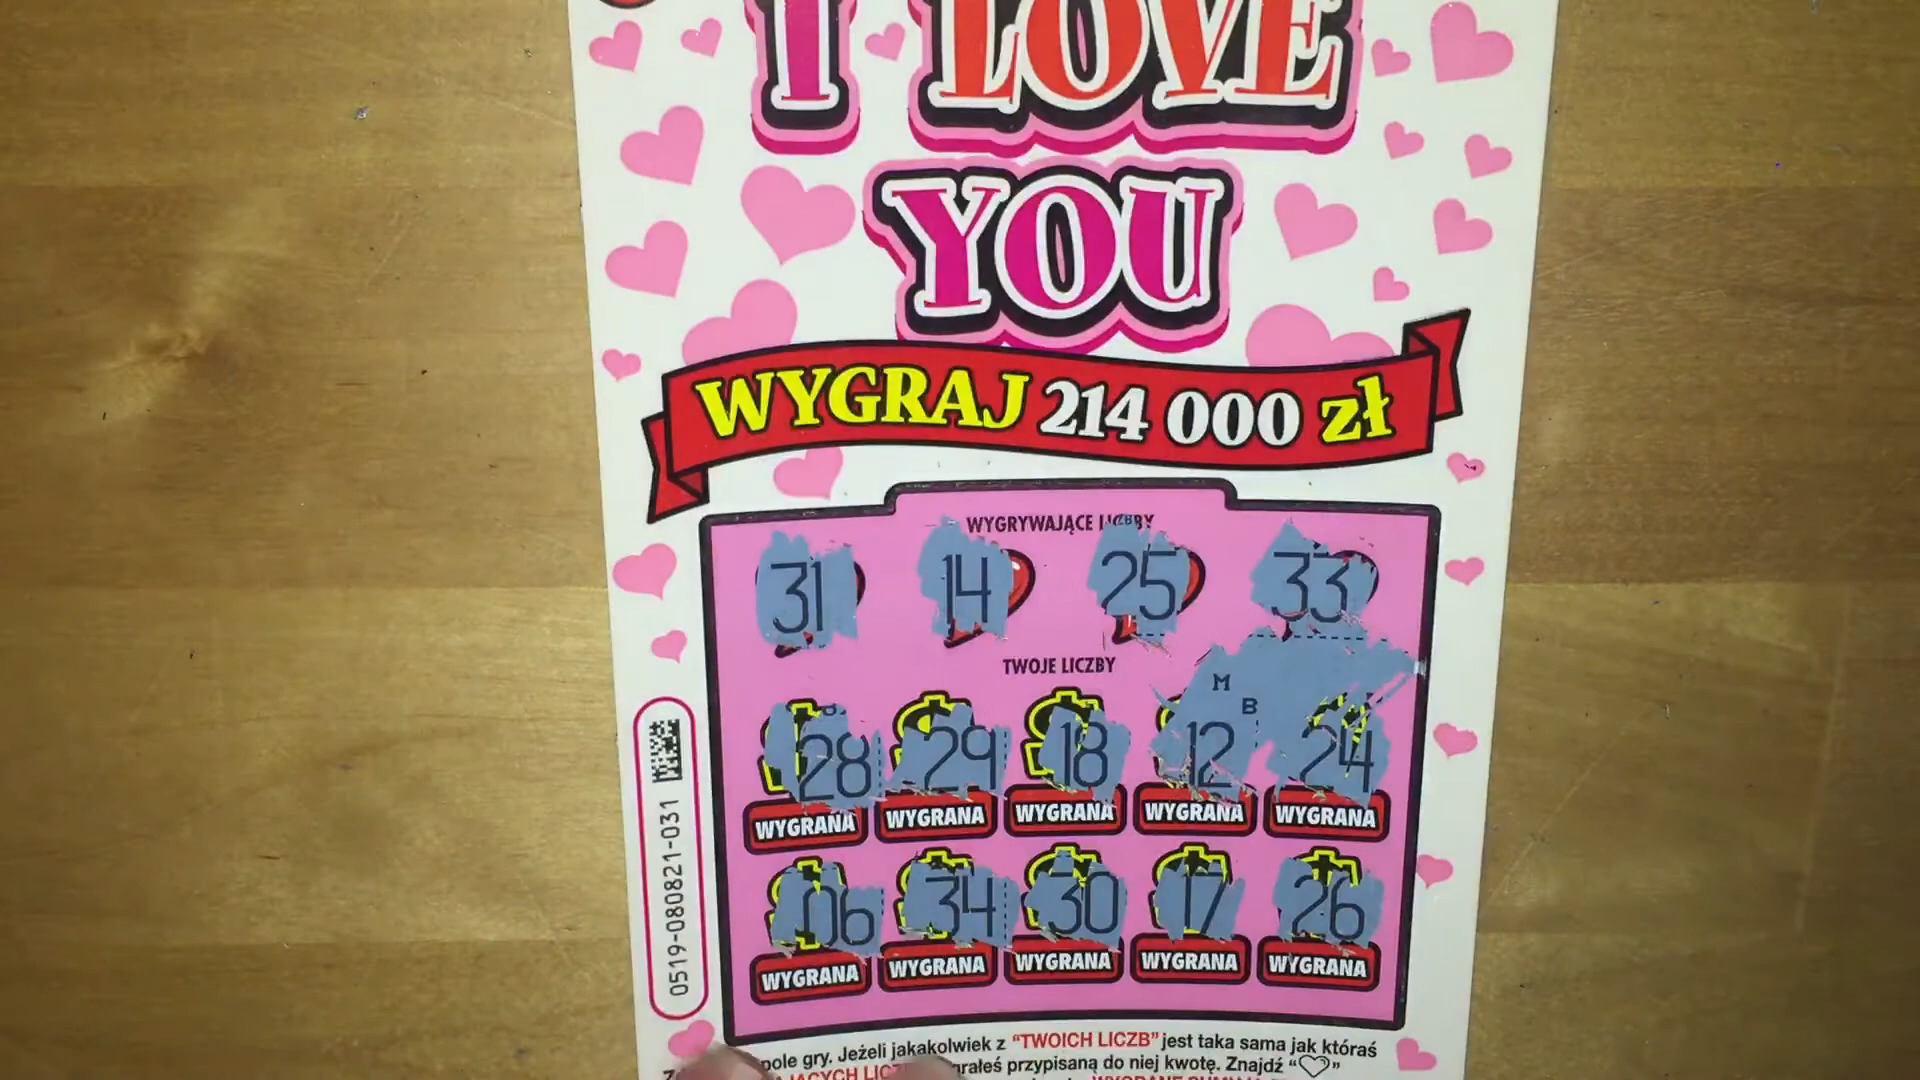 I LOVE
YOU
WYGRAJ 214 000 zł
WYGRYWAJĄCE LICZBY
31 14 25 33
TWOJE LICZBY
M
B
28 29 18 12 24
WYGRANA WYGRANA WYGRANA WYGRANA WYGRANA
06 34 30 17 26
WYGRANA WYGRANA WYGRANA WYGRANA WYGRANA
0519-080821-031
pole gry. Jeżeli jakakolwiek z "TWOICH LICZB" jest taka sama jak któraś
przypisaną do niej kwotę. Znajdź "♡"